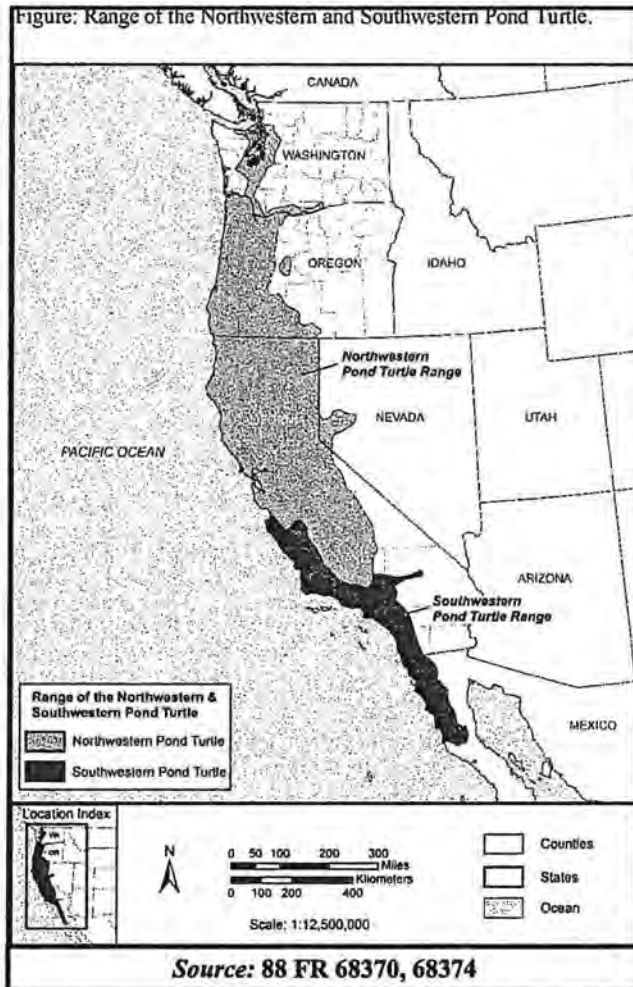 Figure: Range of the Northwestern and Southwestern Pond Turtle.
CANADA
WASHINGTON
OREGON
IDAHO
Northwestern
Pond Turtle Range
NEVADA
UTAH
PACIFIC OCEAN
ARIZONA
Southwestern
Pond Turtle Range
MEXICO
Range of the Northwestern &
Southwestern Pond Turtle
Northwestern Pond Turtle
Southwestern Pond Turtle
Location Index
N
0 50 100 200 300
Miles
Kilometers
0 100 200 400
Scale: 1:12,500,000
Counties
States
Ocean
Source: 88 FR 68370, 68374